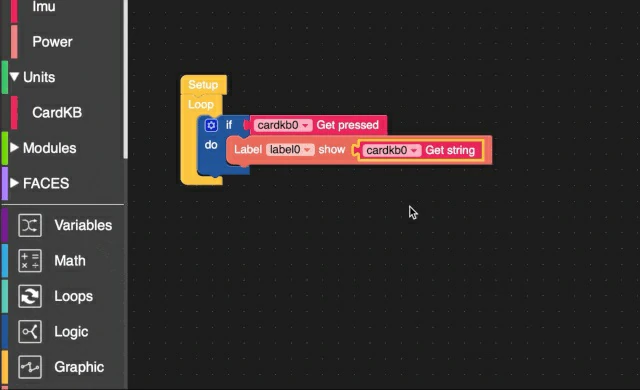 Imu
Power
Units
CardKB
Modules
FACES
Variables
Math
Loops
Logic
Graphic
Setup
Loop
if cardkb0 Get pressed
do Label label0 show cardkb0 Get string